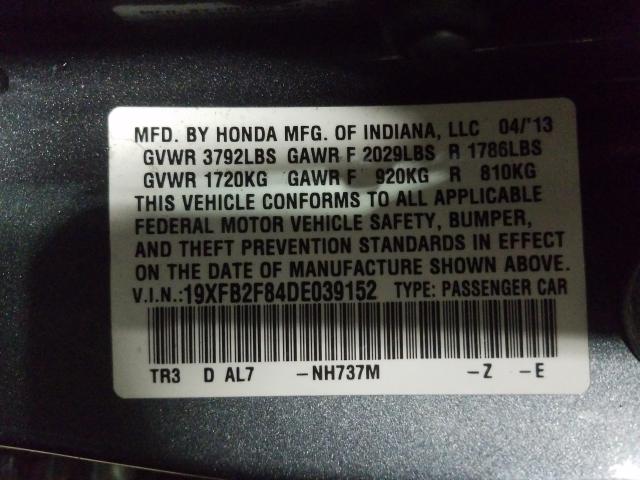 MFD. BY HONDA MFG. OF INDIANA, LLC 04/'13
GVWR 3792LBS GAWR F 2029LBS R 1786LBS
GVWR 1720KG GAWR F 920KG R 810KG
THIS VEHICLE CONFORMS TO ALL APPLICABLE
FEDERAL MOTOR VEHICLE SAFETY, BUMPER,
AND THEFT PREVENTION STANDARDS IN EFFECT
ON THE DATE OF MANUFACTURE SHOWN ABOVE.
V.I.N.:19XFB2F84DE039152 TYPE: PASSENGER CAR
TR3 D AL7 -NH737M -Z -E